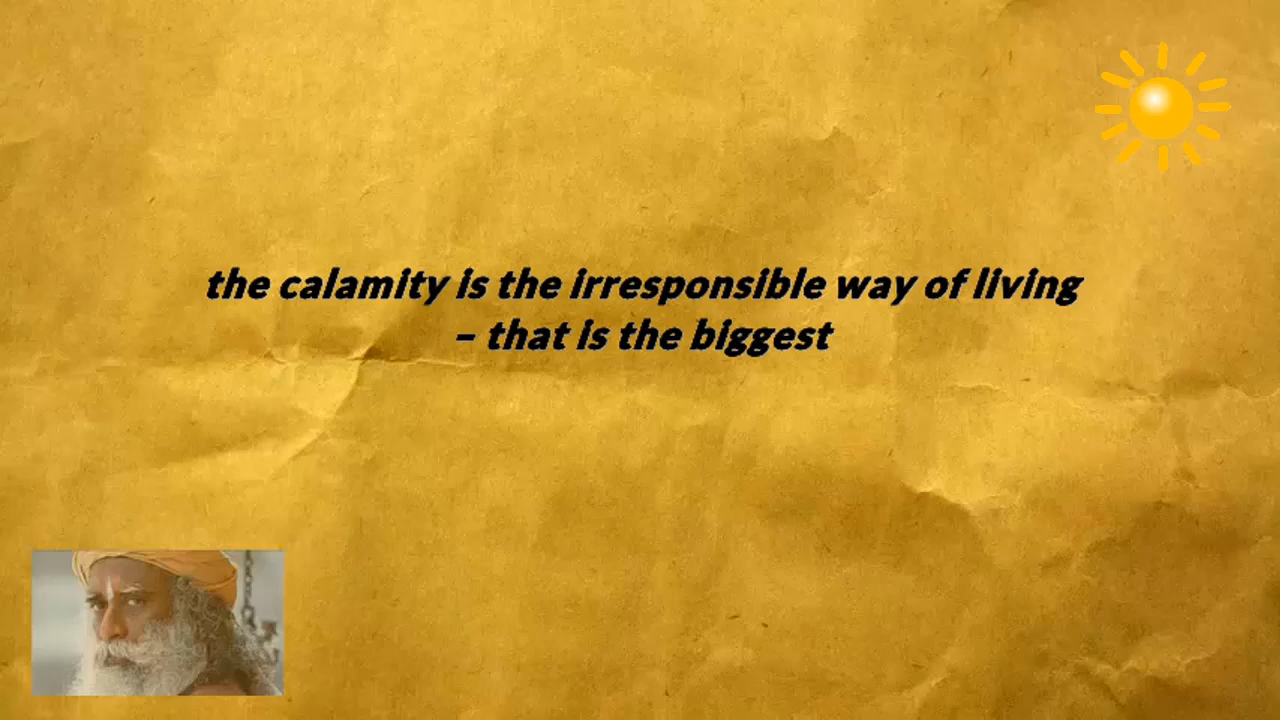 the calamity is the irresponsible way of living
– that is the biggest